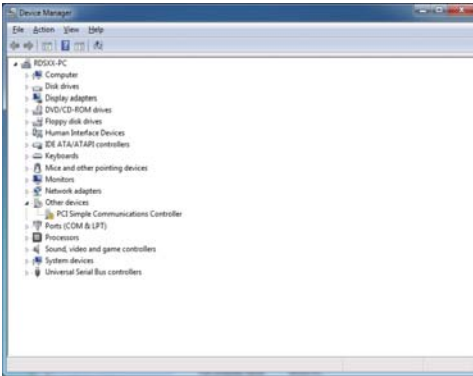 Device Manager
File Action View Help
RDSXX-PC
Computer
Disk drives
Display adapters
DVD/CD-ROM drives
Floppy disk drives
Human Interface Devices
IDE ATA/ATAPI controllers
Keyboards
Mice and other pointing devices
Monitors
Network adapters
Other devices
PCI Simple Communications Controller
Ports (COM & LPT)
Processors
Sound, video and game controllers
System devices
Universal Serial Bus controllers